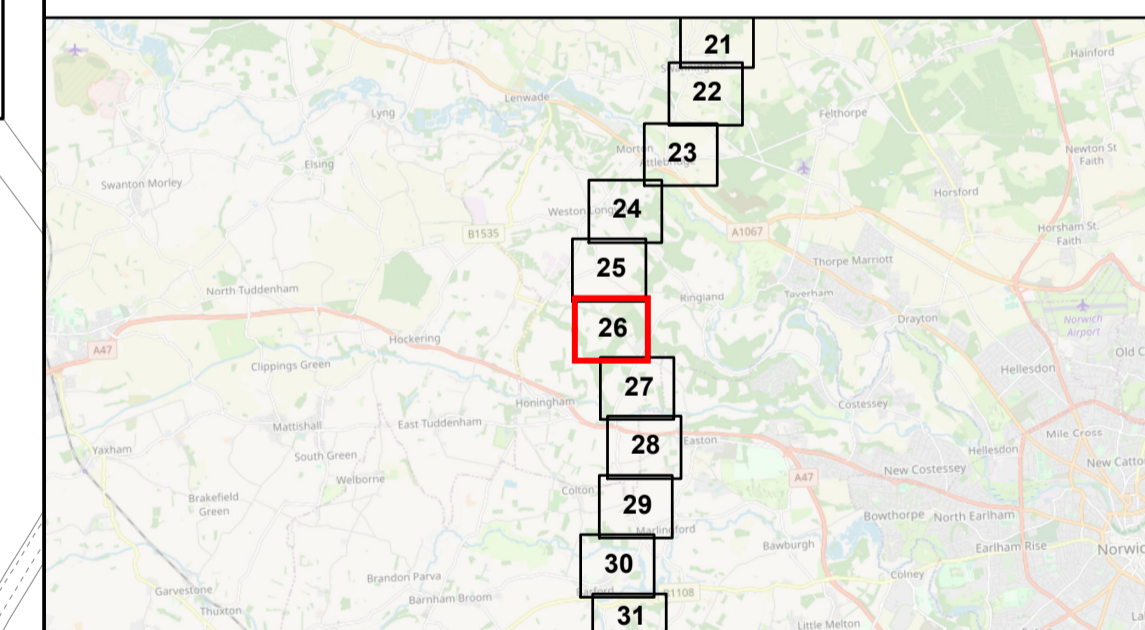 21
Hainford
22
Lenwade
Lyng
Felthorpe
Morton
23
Attlebridge
Newton St
Faith
Elsing
Swanton Morley
Horsford
Weston Longville
24
B1535
A1067
Horsham St.
Faith
25
Thorpe Marriott
North Tuddenham
Ringland
Taverham
Norwich
Airport
26
Drayton
A47
Hockering
Old C
Clippings Green
Hellesdon
27
Honingham
Costessey
East Tuddenham
Mattishall
Mile Cross
28
Easton
Yaxham
South Green
Hellesdon
New Costessey
New Catto
Welborne
A47
Colton
Brakefield
Green
29
Bowthorpe
North Earlham
Marlingford
Bawburgh
Earlham Rise
Norwic
30
Brandon Parva
Colney
Garvestone
Barnham Broom
Barford
B1108
Thuxton
31
Little Melton
La